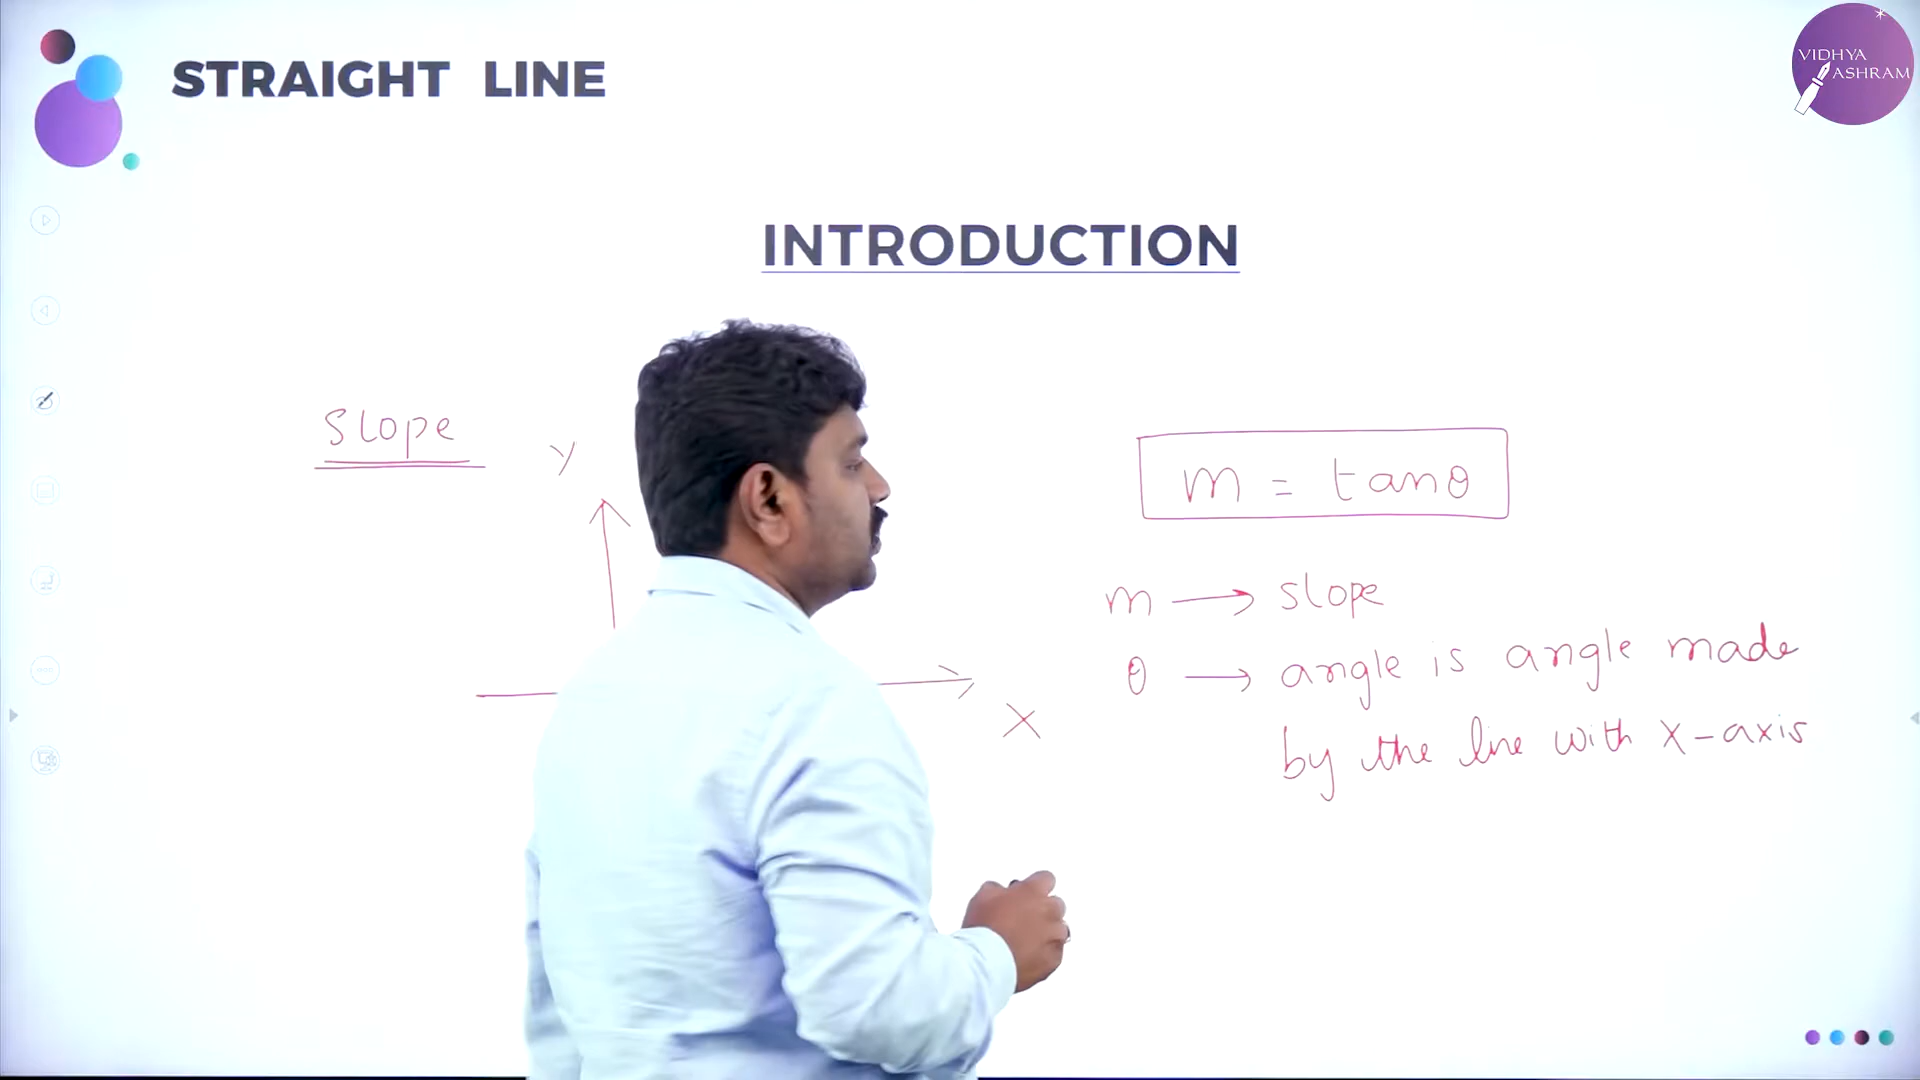 STRAIGHT LINE
VIDHYA
ASHRAM
INTRODUCTION
Slope
Y
m = tanθ
m → slope
θ → angle is angle made
by the line with x-axis
X